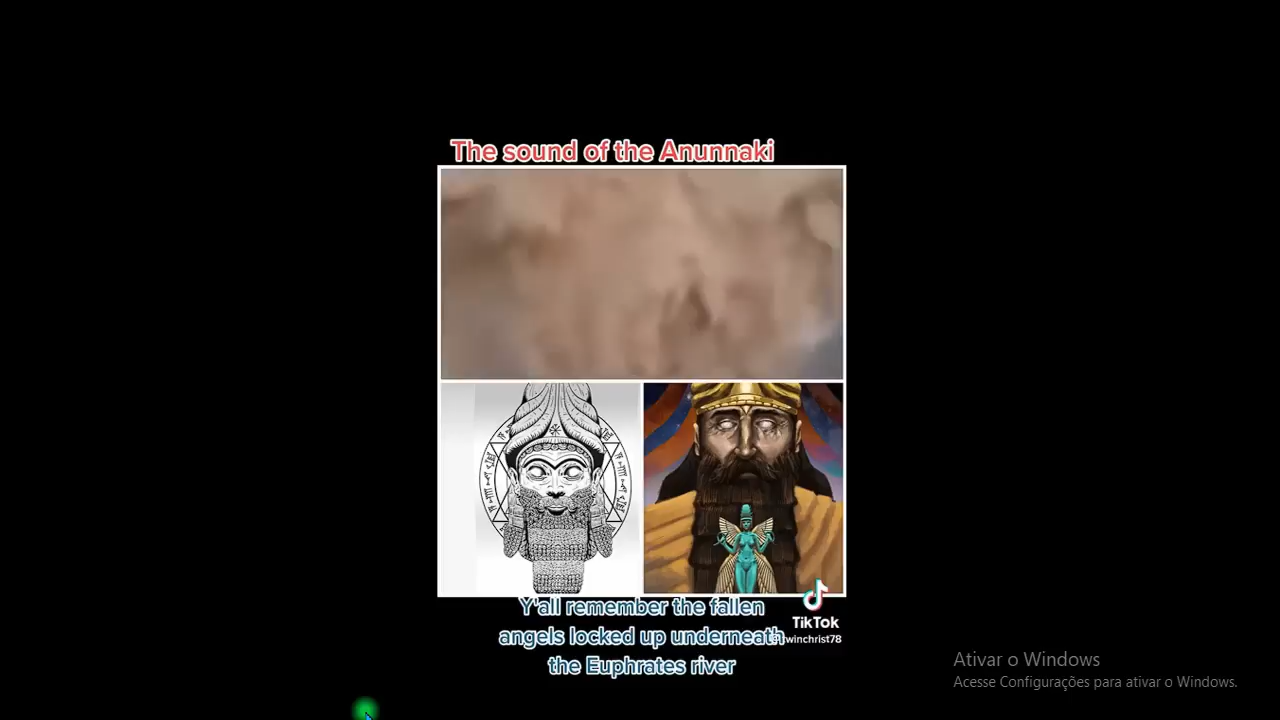 The sound of the Anunnaki
Y'all remember the fallen
angels locked up underneath
the Euphrates river
TikTok
twinchrist78
Ativar o Windows
Acesse Configurações para ativar o Windows.